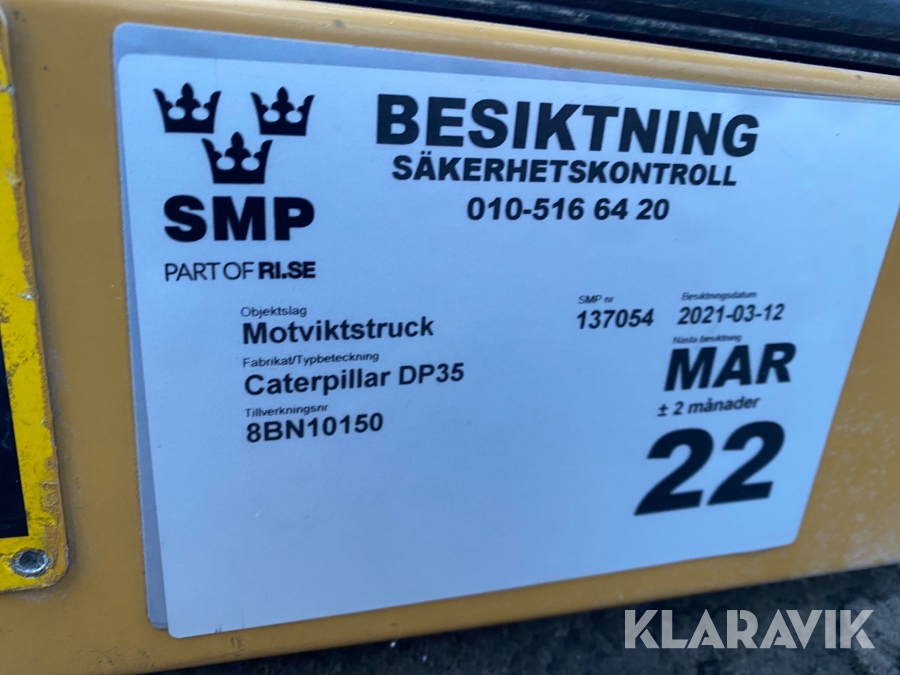 BESIKTNING
SÄKERHETSKONTROLL
010-516 64 20
SMP
PART OF RI.SE
Objektslag
Motviktstruck
Fabrikat/Typbeteckning
Caterpillar DP35
Tillverkningsnr
8BN10150
SMP nr
137054
Besiktningsdatum
2021-03-12
Nästa besiktning
MAR
± 2 månader
22
KLARAVIK